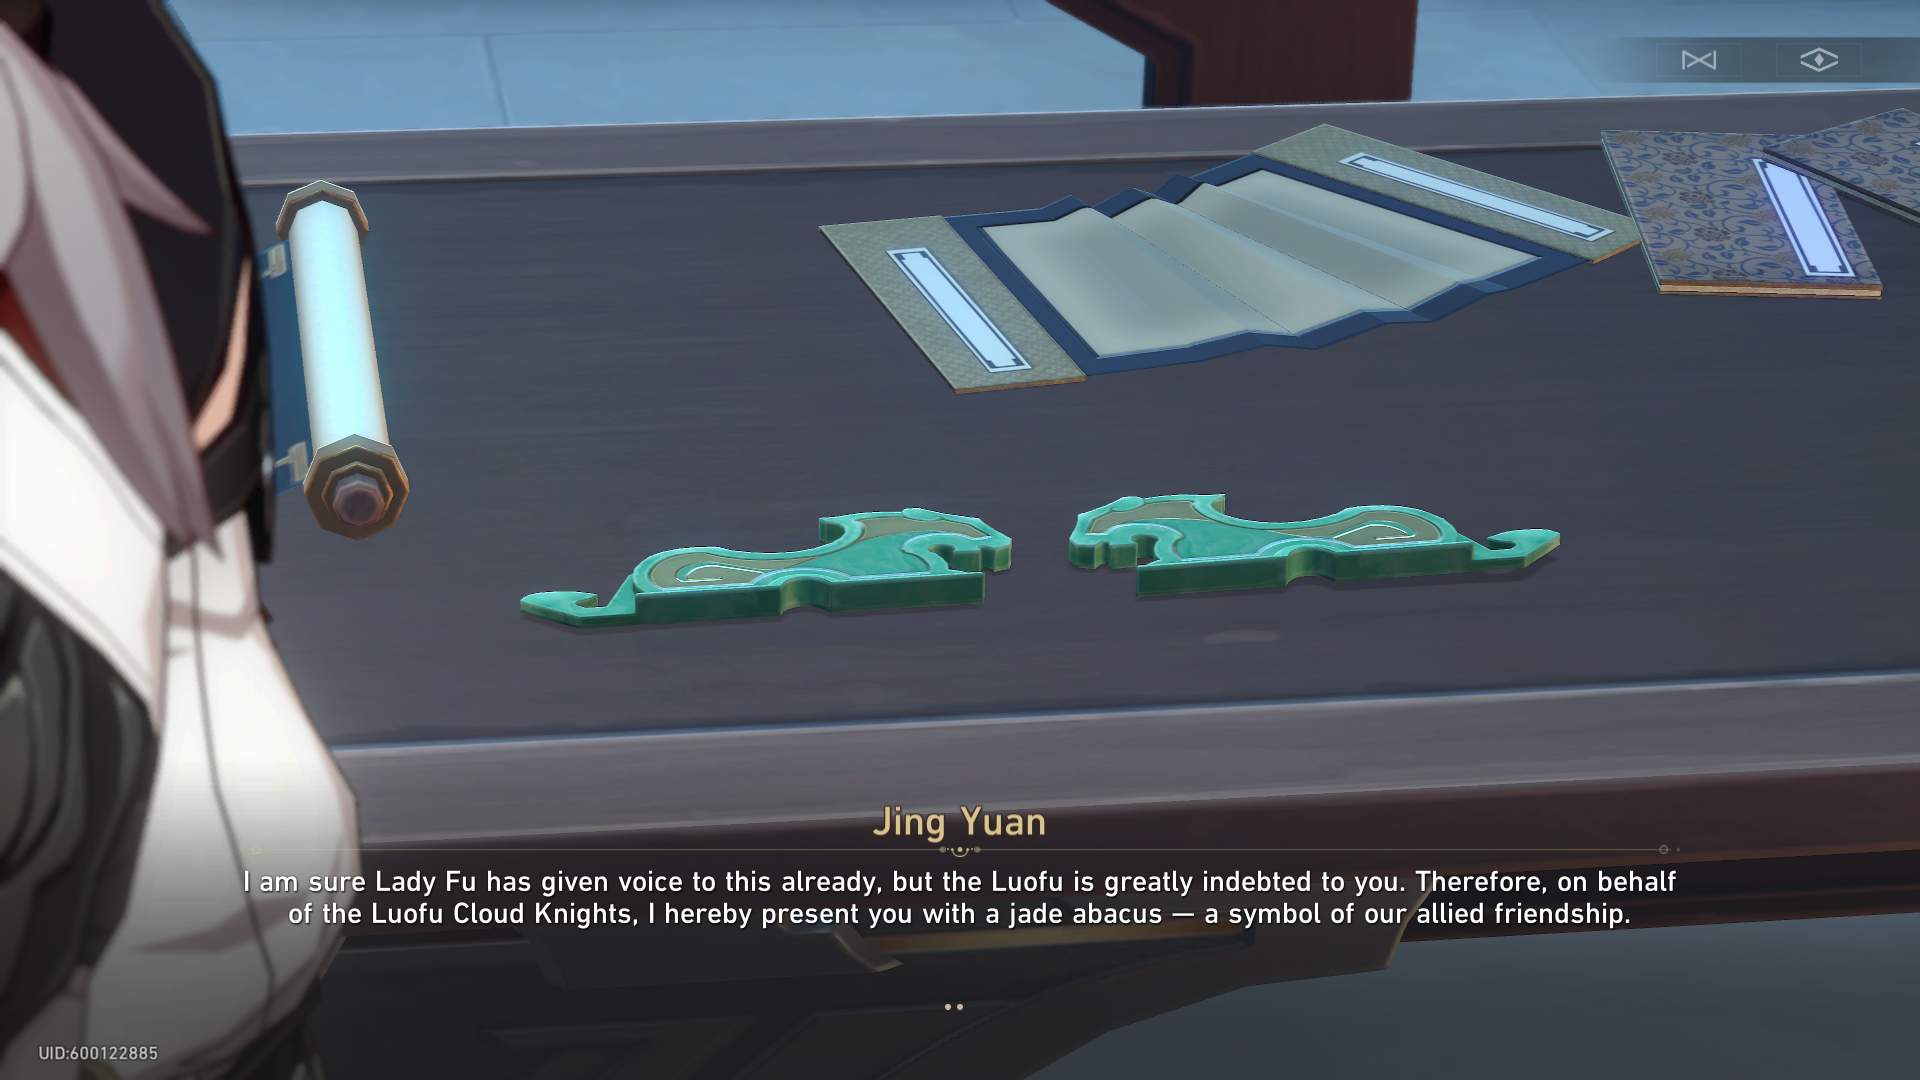 Jing Yuan
I am sure Lady Fu has given voice to this already, but the Luofu is greatly indebted to you. Therefore, on behalf
of the Luofu Cloud Knights, I hereby present you with a jade abacus — a symbol of our allied friendship.
UID:600122885